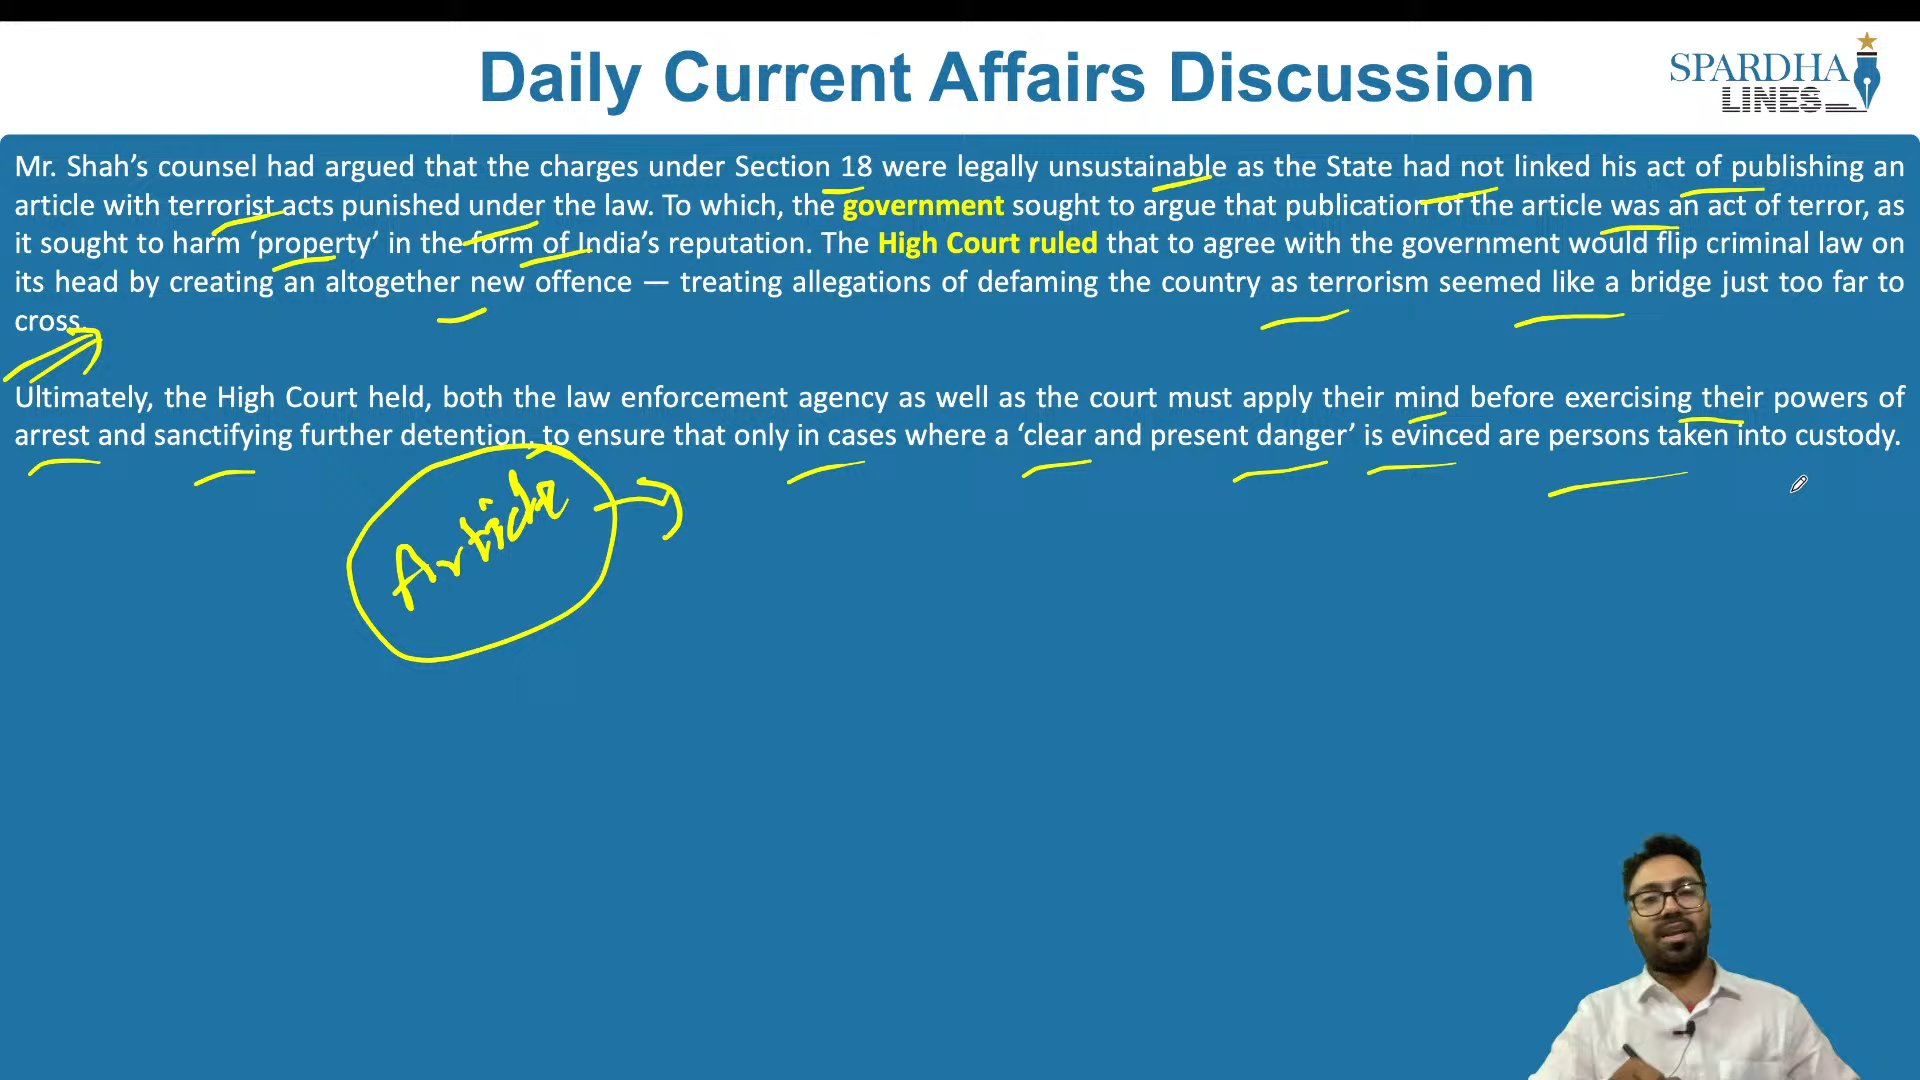 Daily Current Affairs Discussion
SPARDHA
LINES
Mr. Shah’s counsel had argued that the charges under Section 18 were legally unsustainable as the State had not linked his act of publishing an
article with terrorist acts punished under the law. To which, the government sought to argue that publication of the article was an act of terror, as
it sought to harm ‘property’ in the form of India’s reputation. The High Court ruled that to agree with the government would flip criminal law on
its head by creating an altogether new offence — treating allegations of defaming the country as terrorism seemed like a bridge just too far to
cross.
Ultimately, the High Court held, both the law enforcement agency as well as the court must apply their mind before exercising their powers of
arrest and sanctifying further detention, to ensure that only in cases where a ‘clear and present danger’ is evinced are persons taken into custody.
Article